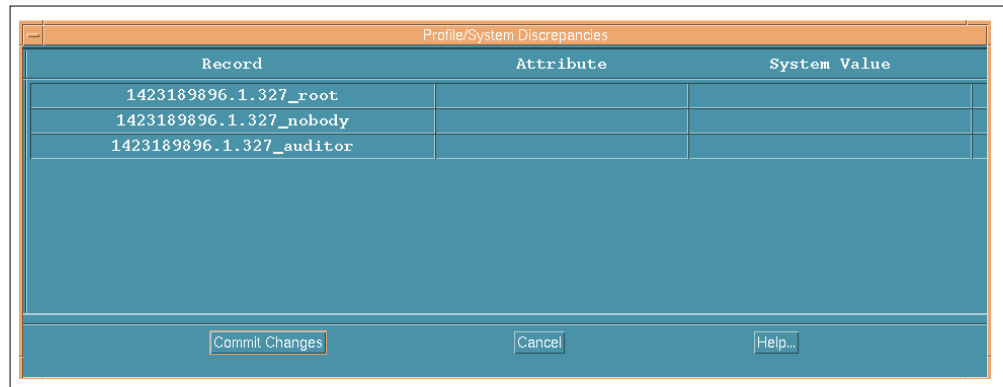 Profile/System Discrepancies
Record Attribute System Value
1423189896.1.327_root
1423189896.1.327_nobody
1423189896.1.327_auditor
Commit Changes Cancel Help...